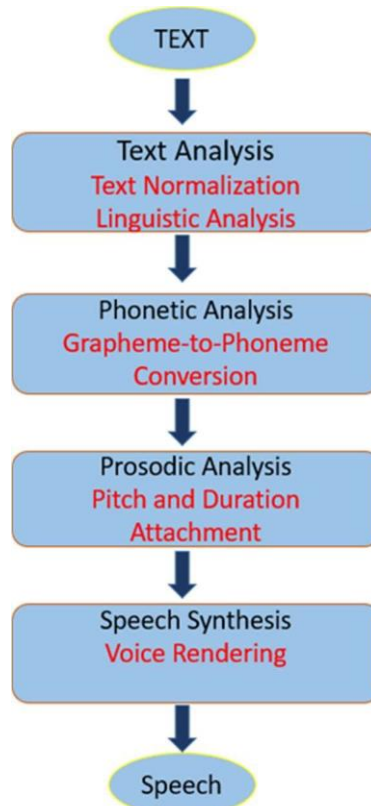 TEXT
Text Analysis
Text Normalization
Linguistic Analysis
Phonetic Analysis
Grapheme-to-Phoneme
Conversion
Prosodic Analysis
Pitch and Duration
Attachment
Speech Synthesis
Voice Rendering
Speech